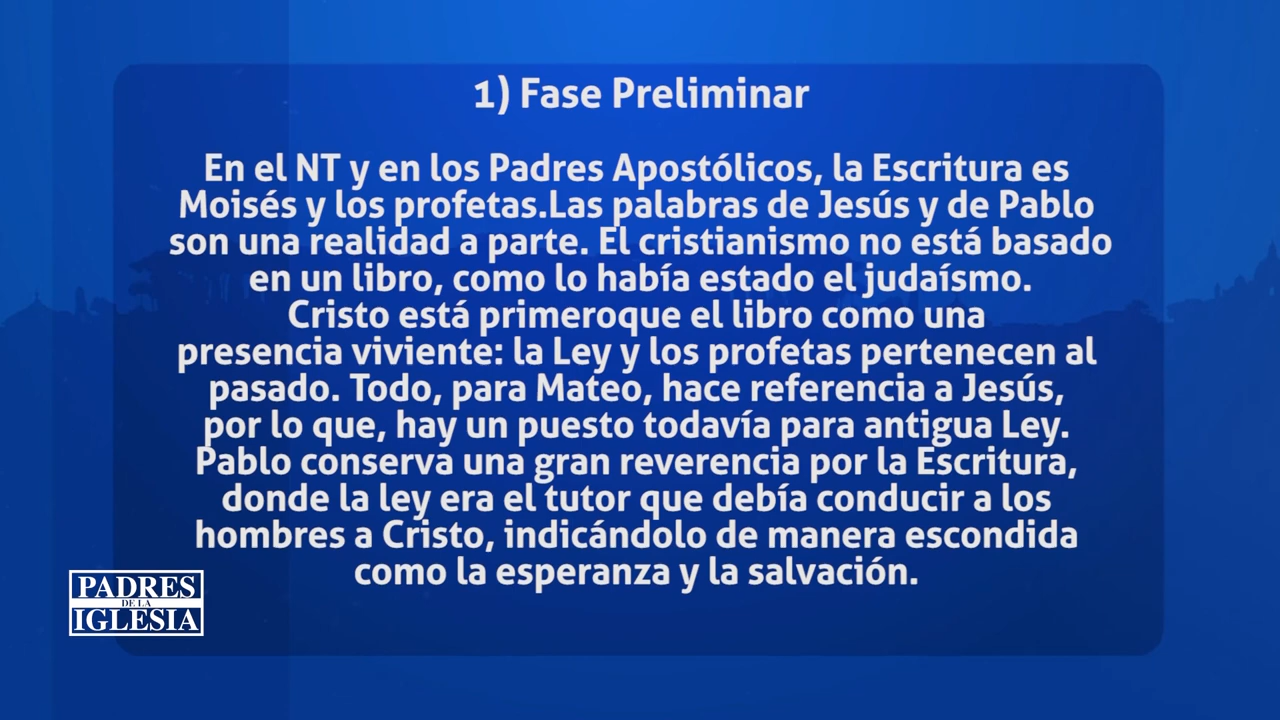 1) Fase Preliminar
En el NT y en los Padres Apostólicos, la Escritura es
Moisés y los profetas.Las palabras de Jesús y de Pablo
son una realidad a parte. El cristianismo no está basado
en un libro, como lo había estado el judaísmo.
Cristo está primeroque el libro como una
presencia viviente: la Ley y los profetas pertenecen al
pasado. Todo, para Mateo, hace referencia a Jesús,
por lo que, hay un puesto todavía para antigua Ley.
Pablo conserva una gran reverencia por la Escritura,
donde la ley era el tutor que debía conducir a los
hombres a Cristo, indicándolo de manera escondida
como la esperanza y la salvación.
PADRES
DE LA
IGLESIA